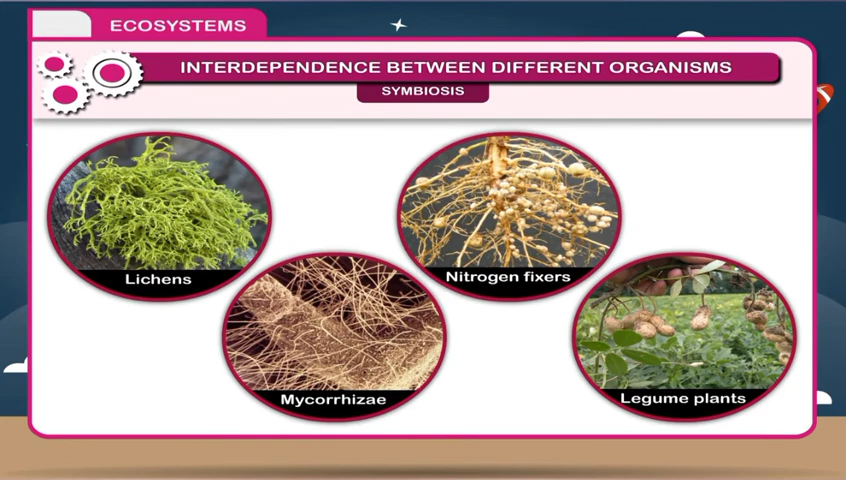 ECOSYSTEMS
INTERDEPENDENCE BETWEEN DIFFERENT ORGANISMS
SYMBIOSIS
Lichens
Nitrogen fixers
Mycorrhizae
Legume plants